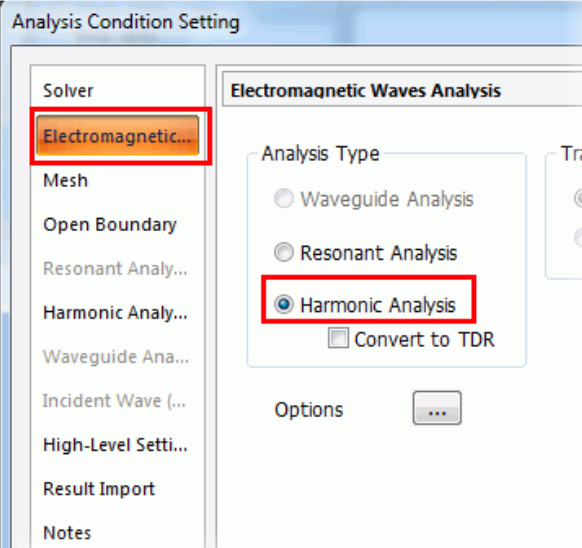 Analysis Condition Setting
Solver
Electromagnetic...
Mesh
Open Boundary
Resonant Analy...
Harmonic Analy...
Waveguide Ana...
Incident Wave (...
High-Level Setti...
Result Import
Notes
Electromagnetic Waves Analysis
Analysis Type
Waveguide Analysis
Resonant Analysis
Harmonic Analysis
Convert to TDR
Options
...
Tra